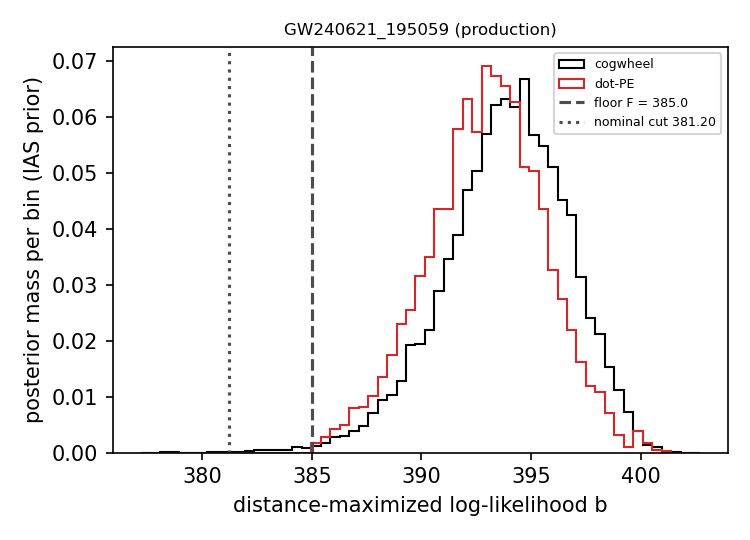 GW240621_195059 (production)
cogwheel
dot-PE
floor F = 385.0
nominal cut 381.20
posterior mass per bin (IAS prior)
0.07
0.06
0.05
0.04
0.03
0.02
0.01
0.00
380
385
390
395
400
distance-maximized log-likelihood b